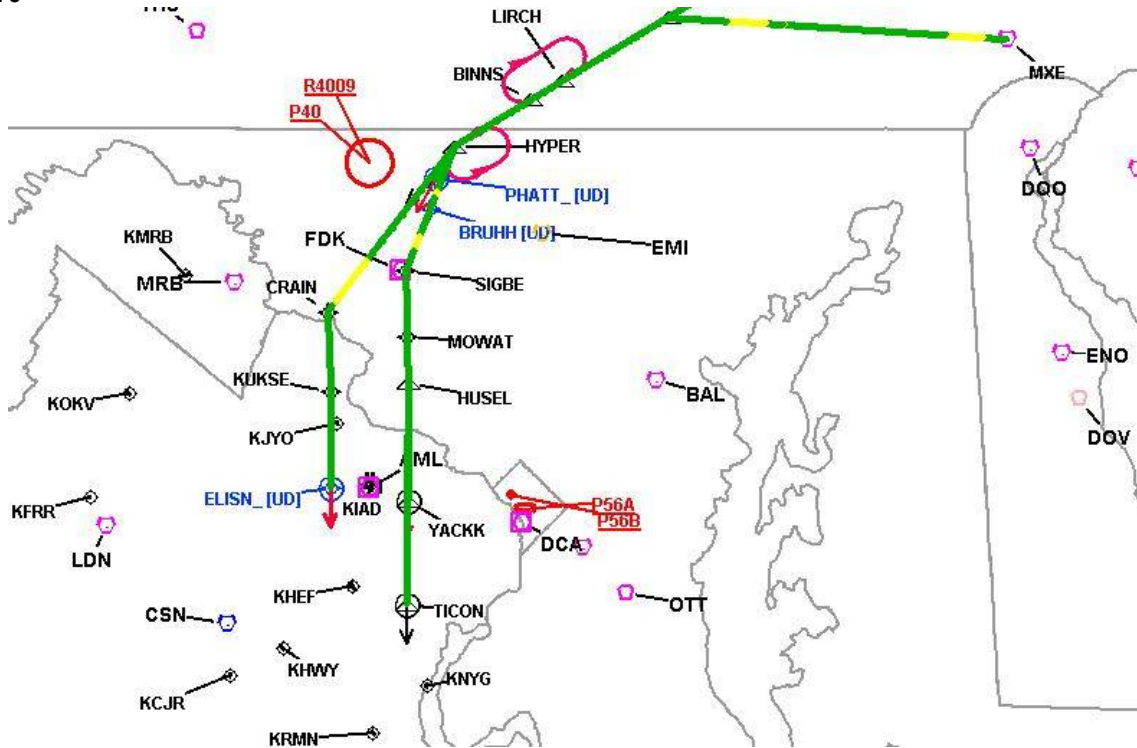 LIRCH
BINNS
MXE
R4009
P40
HYPER
DQO
PHATT_ [UD]
BRUHH [UD]
EMI
KMRB
FDK
MRB
CRAIN
SIGBE
MOWAT
ENO
KUKSE
HUSEL
BAL
KOKV
DOV
KJYO
AML
ELISN_ [UD]
KIAD
KFRR
YACKK
P56A
P56B
DCA
LDN
KHEF
TICON
OTT
CSN
KHWY
KNYG
KCJR
KRMN